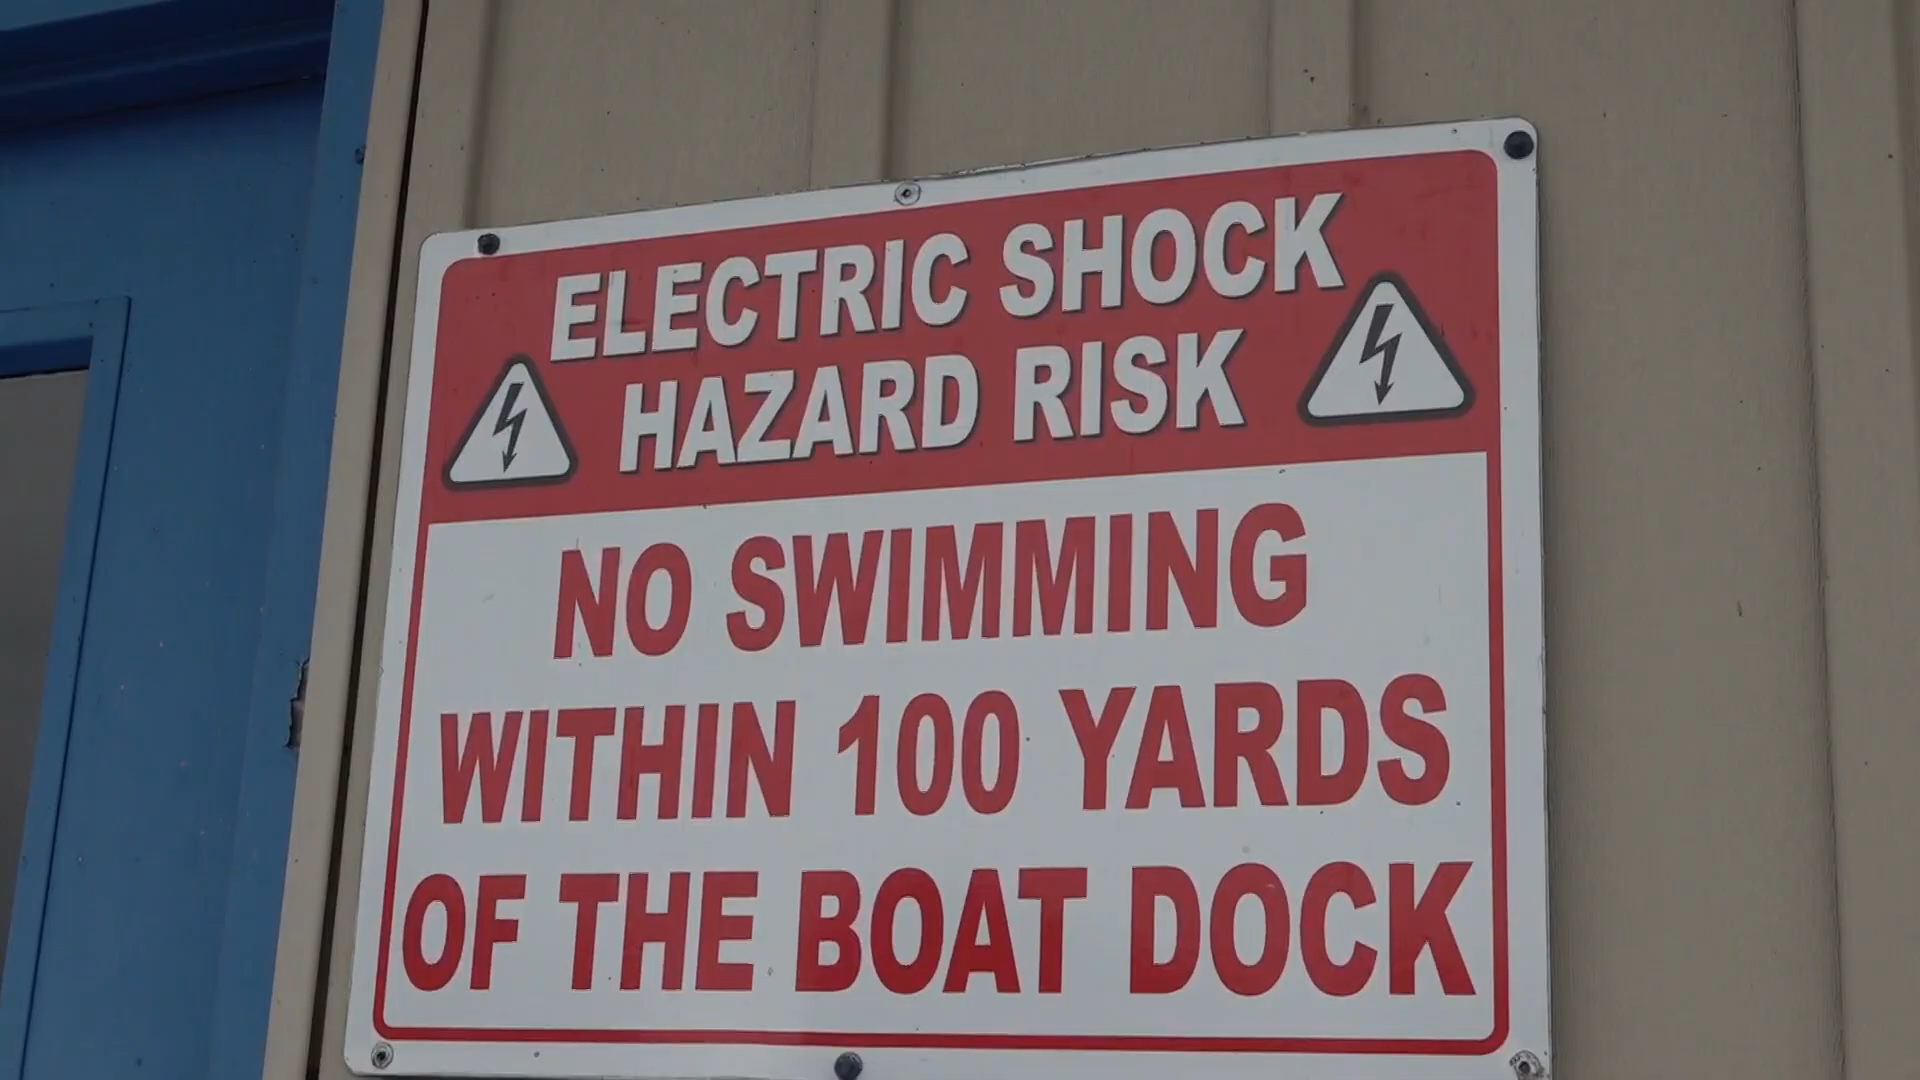 ELECTRIC SHOCK
HAZARD RISK
NO SWIMMING
WITHIN 100 YARDS
OF THE BOAT DOCK